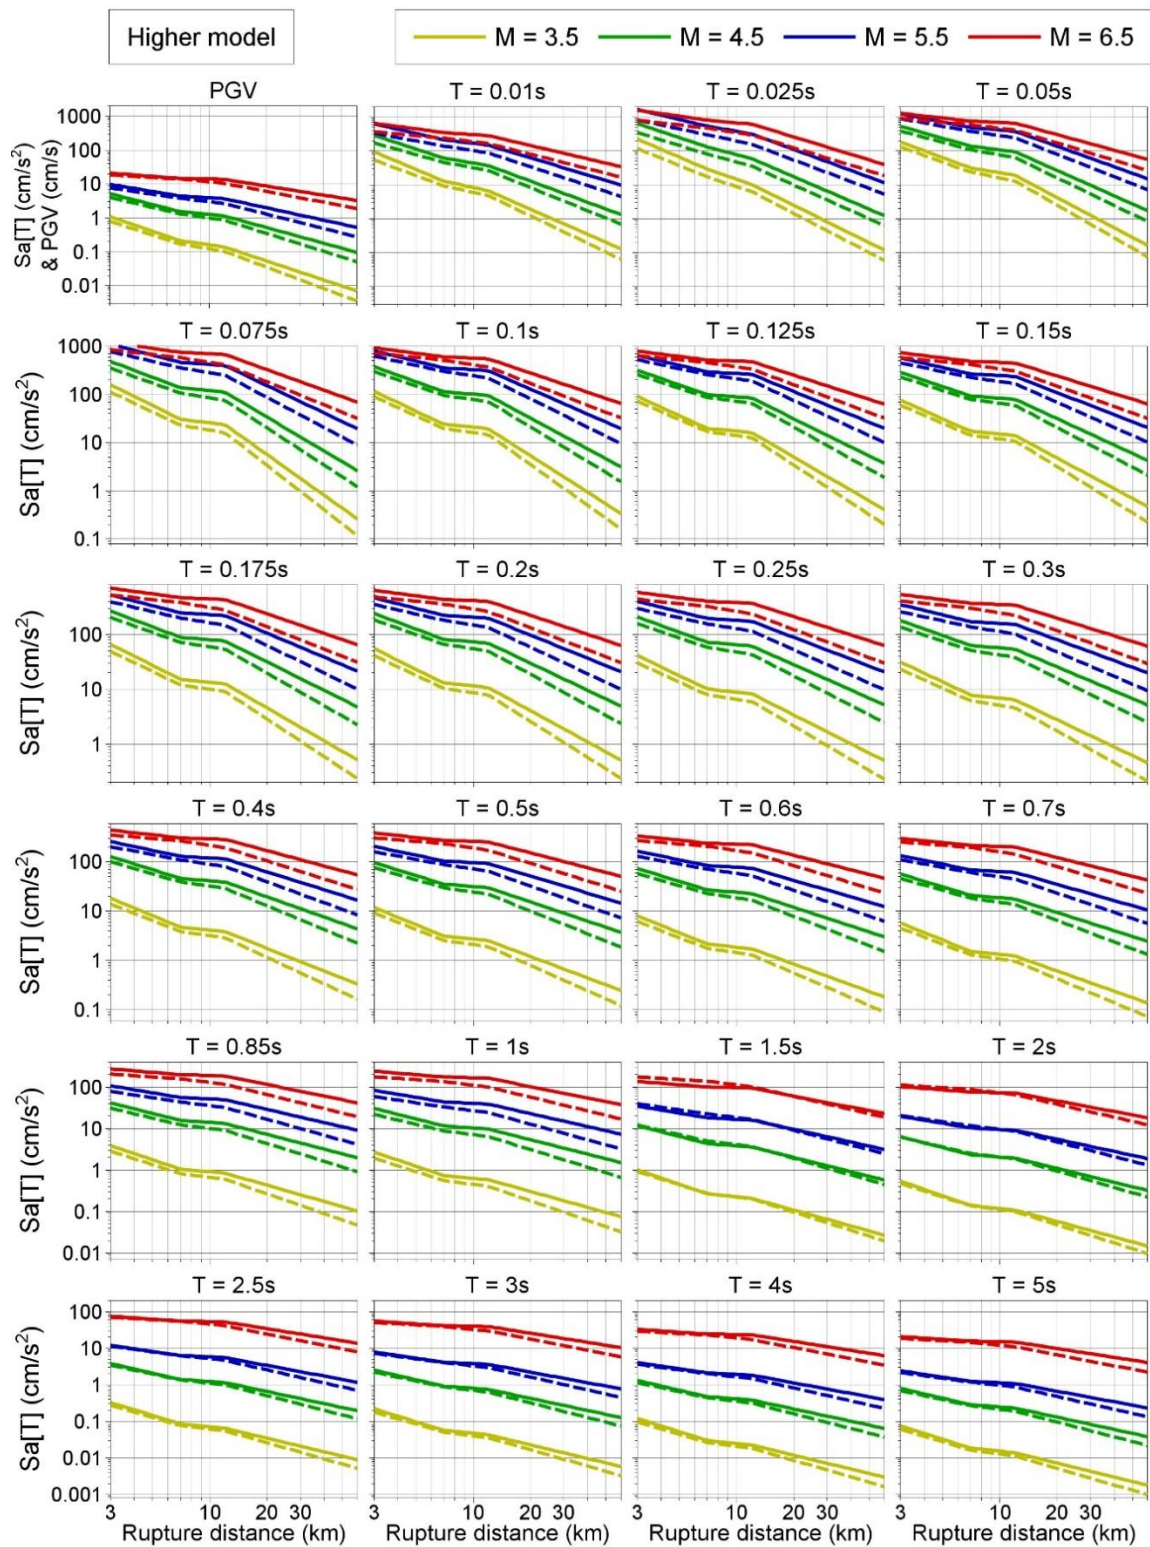 Higher model
M = 3.5 M = 4.5 M = 5.5 M = 6.5
PGV T = 0.01s T = 0.025s T = 0.05s
Sa[T] (cm/s²)
& PGV (cm/s)
1000
100
10
1
0.1
0.01
T = 0.075s T = 0.1s T = 0.125s T = 0.15s
Sa[T] (cm/s²)
1000
100
10
1
0.1
T = 0.175s T = 0.2s T = 0.25s T = 0.3s
Sa[T] (cm/s²)
100
10
1
T = 0.4s T = 0.5s T = 0.6s T = 0.7s
Sa[T] (cm/s²)
100
10
1
0.1
T = 0.85s T = 1s T = 1.5s T = 2s
Sa[T] (cm/s²)
100
10
1
0.1
0.01
T = 2.5s T = 3s T = 4s T = 5s
Sa[T] (cm/s²)
100
10
1
0.1
0.01
0.001
3 10 20 30 3 10 20 30 3 10 20 30 3 10 20 30
Rupture distance (km) Rupture distance (km) Rupture distance (km) Rupture distance (km)